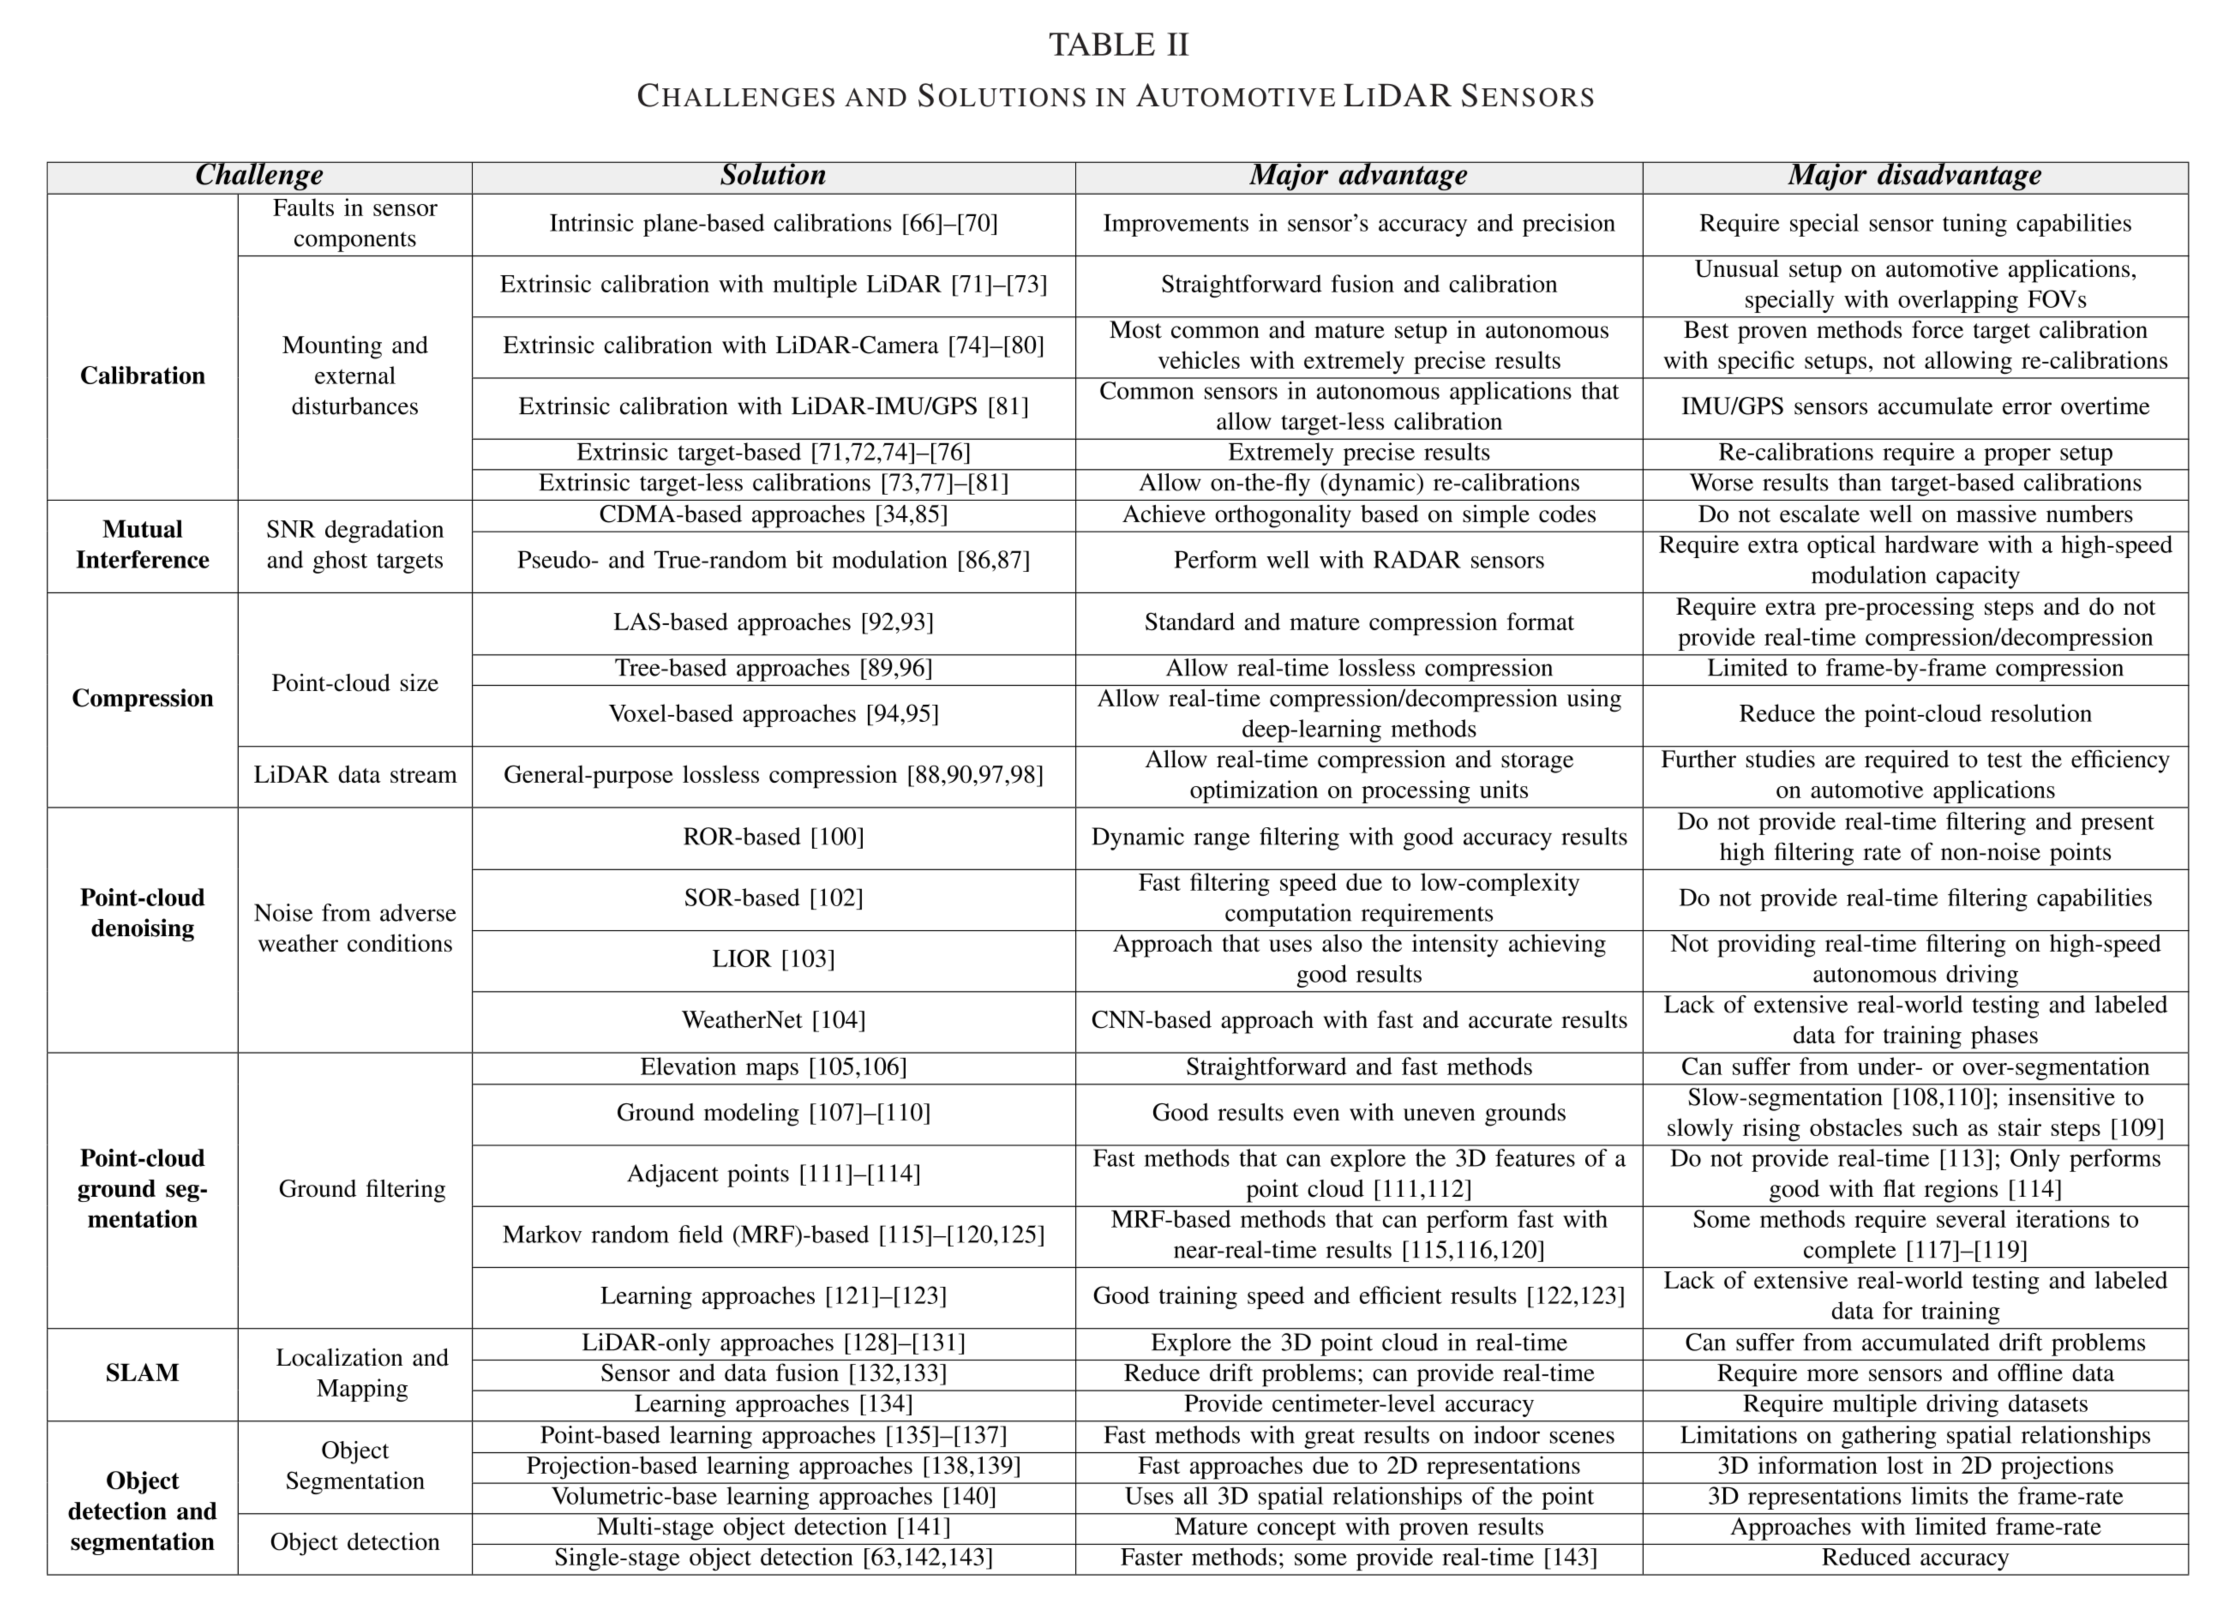 TABLE II
CHALLENGES AND SOLUTIONS IN AUTOMOTIVE LIDAR SENSORS
Challenge
Solution
Major advantage
Major disadvantage
Calibration
Faults in sensor
components
Intrinsic plane-based calibrations [66]–[70]
Improvements in sensor's accuracy and precision
Require special sensor tuning capabilities
Mounting and
external
disturbances
Extrinsic calibration with multiple LiDAR [71]–[73]
Straightforward fusion and calibration
Unusual setup on automotive applications,
specially with overlapping FOVs
Extrinsic calibration with LiDAR-Camera [74]–[80]
Most common and mature setup in autonomous
vehicles with extremely precise results
Best proven methods force target calibration
with specific setups, not allowing re-calibrations
Extrinsic calibration with LiDAR-IMU/GPS [81]
Common sensors in autonomous applications that
allow target-less calibration
IMU/GPS sensors accumulate error overtime
Extrinsic target-based [71,72,74]–[76]
Extremely precise results
Re-calibrations require a proper setup
Extrinsic target-less calibrations [73,77]–[81]
Allow on-the-fly (dynamic) re-calibrations
Worse results than target-based calibrations
Mutual
Interference
SNR degradation
and ghost targets
CDMA-based approaches [34,85]
Achieve orthogonality based on simple codes
Do not escalate well on massive numbers
Pseudo- and True-random bit modulation [86,87]
Perform well with RADAR sensors
Require extra optical hardware with a high-speed
modulation capacity
Compression
Point-cloud size
LAS-based approaches [92,93]
Standard and mature compression format
Require extra pre-processing steps and do not
provide real-time compression/decompression
Tree-based approaches [89,96]
Allow real-time lossless compression
Limited to frame-by-frame compression
Voxel-based approaches [94,95]
Allow real-time compression/decompression using
deep-learning methods
Reduce the point-cloud resolution
LiDAR data stream
General-purpose lossless compression [88,90,97,98]
Allow real-time compression and storage
optimization on processing units
Further studies are required to test the efficiency
on automotive applications
Point-cloud
denoising
Noise from adverse
weather conditions
ROR-based [100]
Dynamic range filtering with good accuracy results
Do not provide real-time filtering and present
high filtering rate of non-noise points
SOR-based [102]
Fast filtering speed due to low-complexity
computation requirements
Do not provide real-time filtering capabilities
LIOR [103]
Approach that uses also the intensity achieving
good results
Not providing real-time filtering on high-speed
autonomous driving
WeatherNet [104]
CNN-based approach with fast and accurate results
Lack of extensive real-world testing and labeled
data for training phases
Point-cloud
ground seg-
mentation
Ground filtering
Elevation maps [105,106]
Straightforward and fast methods
Can suffer from under- or over-segmentation
Ground modeling [107]–[110]
Good results even with uneven grounds
Slow-segmentation [108,110]; insensitive to
slowly rising obstacles such as stair steps [109]
Adjacent points [111]–[114]
Fast methods that can explore the 3D features of a
point cloud [111,112]
Do not provide real-time [113]; Only performs
good with flat regions [114]
Markov random field (MRF)-based [115]–[120,125]
MRF-based methods that can perform fast with
near-real-time results [115,116,120]
Some methods require several iterations to
complete [117]–[119]
Learning approaches [121]–[123]
Good training speed and efficient results [122,123]
Lack of extensive real-world testing and labeled
data for training
SLAM
Localization and
Mapping
LiDAR-only approaches [128]–[131]
Explore the 3D point cloud in real-time
Can suffer from accumulated drift problems
Sensor and data fusion [132,133]
Reduce drift problems; can provide real-time
Require more sensors and offline data
Learning approaches [134]
Provide centimeter-level accuracy
Require multiple driving datasets
Object
detection and
segmentation
Object
Segmentation
Point-based learning approaches [135]–[137]
Fast methods with great results on indoor scenes
Limitations on gathering spatial relationships
Projection-based learning approaches [138,139]
Fast approaches due to 2D representations
3D information lost in 2D projections
Volumetric-base learning approaches [140]
Uses all 3D spatial relationships of the point
3D representations limits the frame-rate
Object detection
Multi-stage object detection [141]
Mature concept with proven results
Approaches with limited frame-rate
Single-stage object detection [63,142,143]
Faster methods; some provide real-time [143]
Reduced accuracy